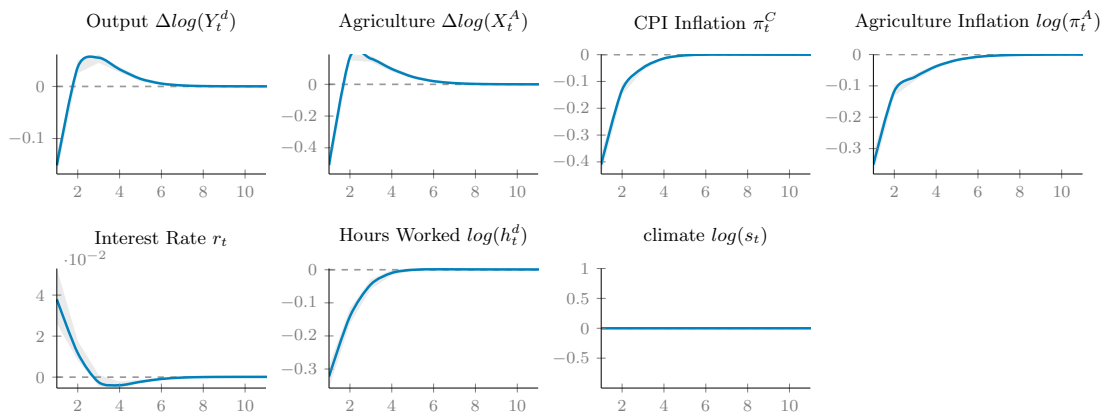 Output Δlog(Y_t^d)
0
−0.1
2 4 6 8 10
Agriculture Δlog(X_t^A)
0
−0.2
−0.4
2 4 6 8 10
CPI Inflation π_t^C
0
−0.1
−0.2
−0.3
−0.4
2 4 6 8 10
Agriculture Inflation log(π_t^A)
0
−0.1
−0.2
−0.3
2 4 6 8 10
Interest Rate r_t
·10^−2
4
2
0
2 4 6 8 10
Hours Worked log(h_t^d)
0
−0.1
−0.2
−0.3
2 4 6 8 10
climate log(s_t)
1
0.5
0
−0.5
2 4 6 8 10